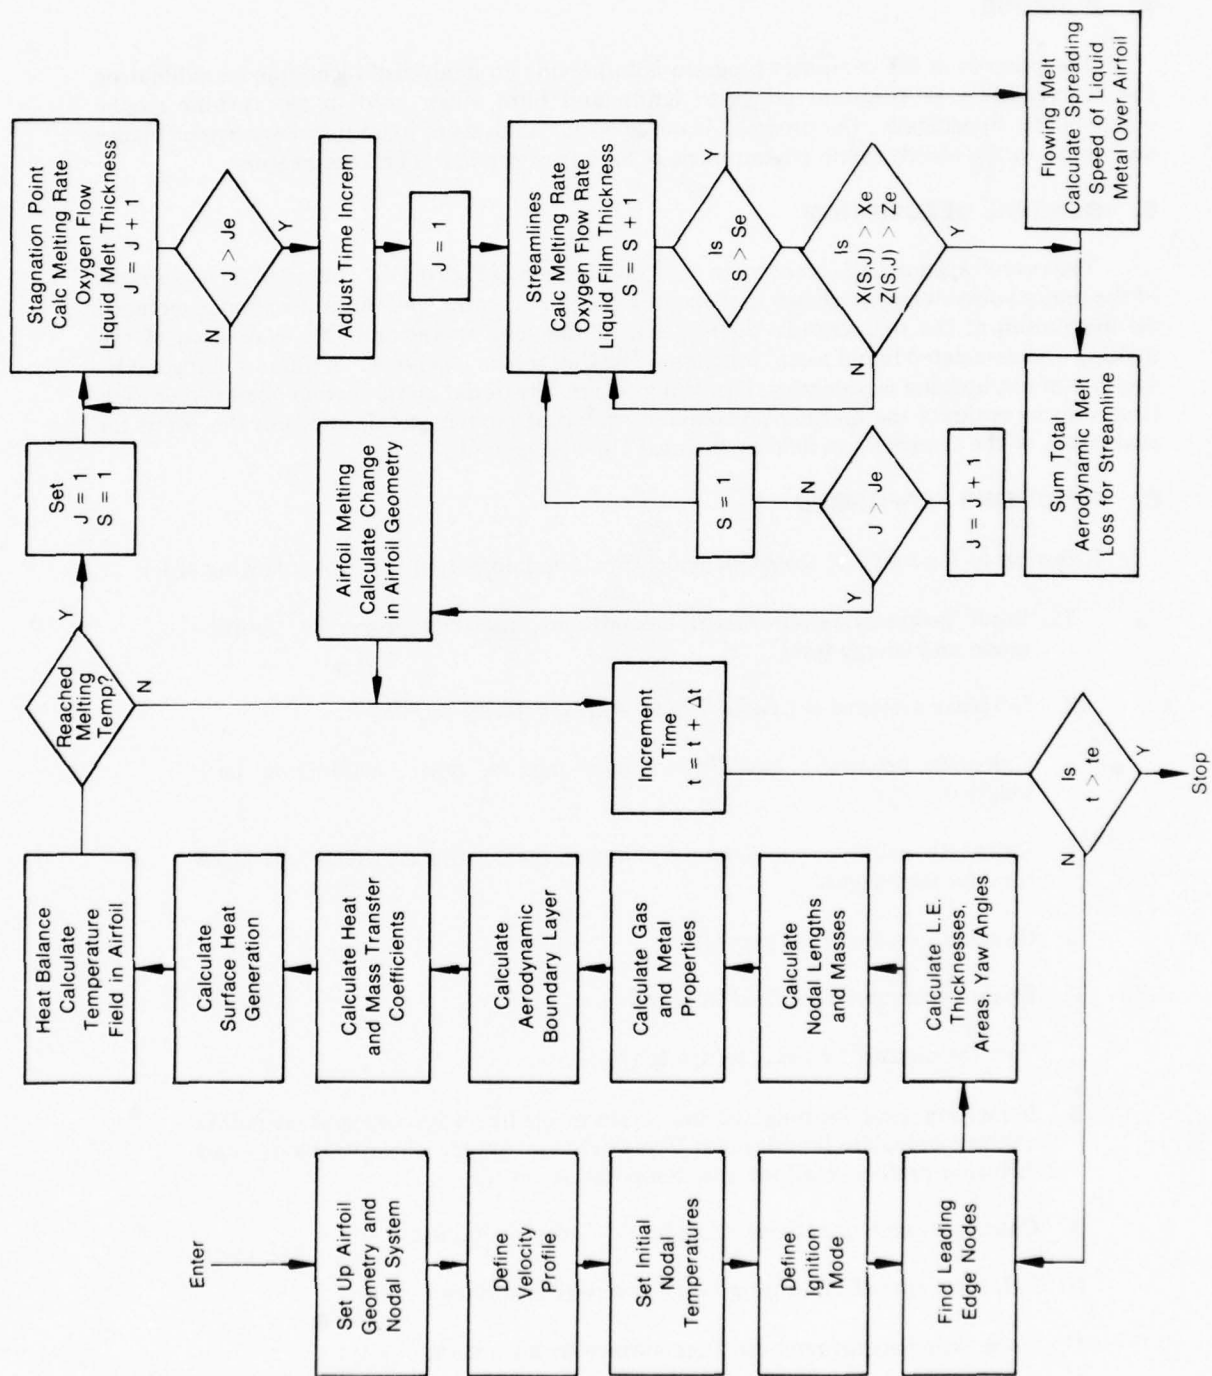 Enter
Set Up Airfoil
Geometry and
Nodal System
Define
Velocity
Profile
Set Initial
Nodal
Temperatures
Define
Ignition
Mode
Find Leading
Edge Nodes
Calculate L.E.
Thicknesses,
Areas, Yaw Angles
Calculate
Nodal Lengths
and Masses
Calculate Gas
and Metal
Properties
Calculate
Aerodynamic
Boundary Layer
Calculate Heat
and Mass Transfer
Coefficients
Calculate
Surface Heat
Generation
Heat Balance
Calculate
Temperature
Field in Airfoil
Reached
Melting
Temp?
Y
N
Set
J = 1
S = 1
Stagnation Point
Calc Melting Rate
Oxygen Flow
Liquid Melt Thickness
J = J + 1
J > Je
N
Y
Adjust Time Increm
J = 1
Streamlines
Calc Melting Rate
Oxygen Flow Rate
Liquid Film Thickness
S = S + 1
Is
S > Se
Y
Is
X(S,J) > Xe
Z(S,J) > Ze
N
Y
Flowing Melt
Calculate Spreading
Speed of Liquid
Metal Over Airfoil
Sum Total
Aerodynamic Melt
Loss for Streamline
J = J + 1
J > Je
N
Y
S = 1
Airfoil Melting
Calculate Change
in Airfoil Geometry
Increment
Time
t = t + Δt
Is
t > te
N
Y
Stop